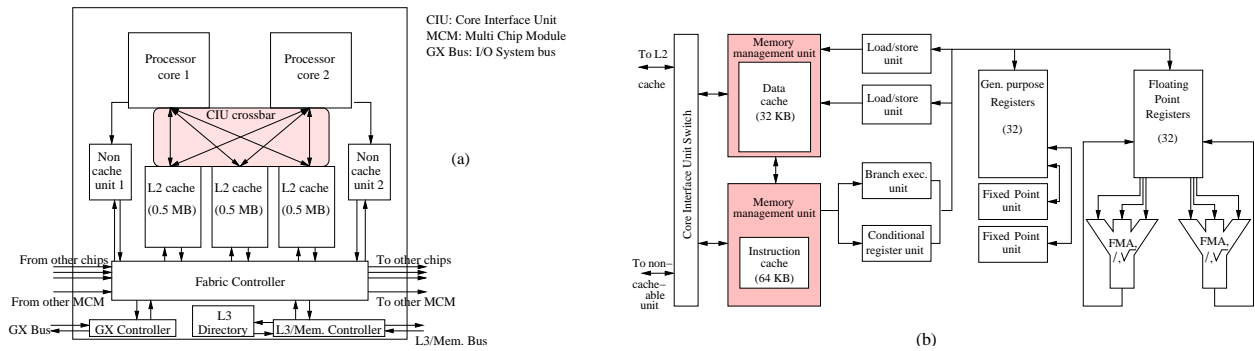 CIU: Core Interface Unit
MCM: Multi Chip Module
GX Bus: I/O System bus
Processor
core 1
Processor
core 2
CIU crossbar
Non
cache
unit 1
L2 cache
(0.5 MB)
L2 cache
(0.5 MB)
L2 cache
(0.5 MB)
Non
cache
unit 2
(a)
From other chips
To other chips
Fabric Controller
From other MCM
To other MCM
GX Bus
GX Controller
L3
Directory
L3/Mem. Controller
L3/Mem. Bus
To L2
cache
To non−
cache−
able
unit
Core Interface Unit Switch
Memory
management unit
Data
cache
(32 KB)
Memory
management unit
Instruction
cache
(64 KB)
Load/store
unit
Load/store
unit
Branch exec.
unit
Conditional
register unit
Gen. purpose
Registers
(32)
Fixed Point
unit
Fixed Point
unit
Floating
Point
Registers
(32)
FMA,
/,√
FMA,
/,√
(b)